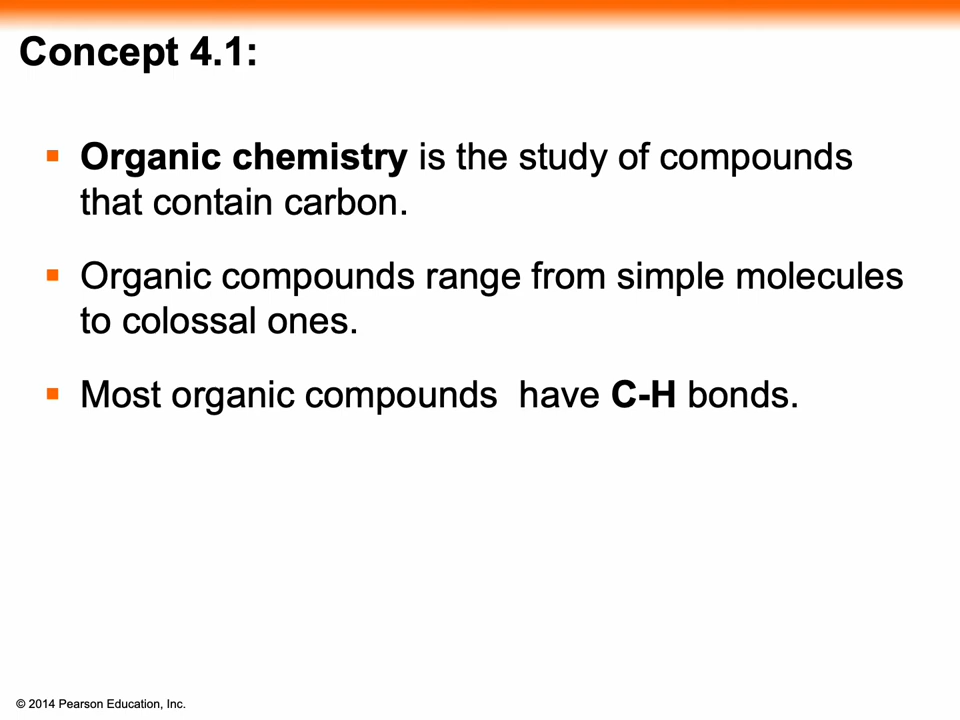 Concept 4.1:
▪ Organic chemistry is the study of compounds
that contain carbon.
▪ Organic compounds range from simple molecules
to colossal ones.
▪ Most organic compounds  have C-H bonds.
© 2014 Pearson Education, Inc.